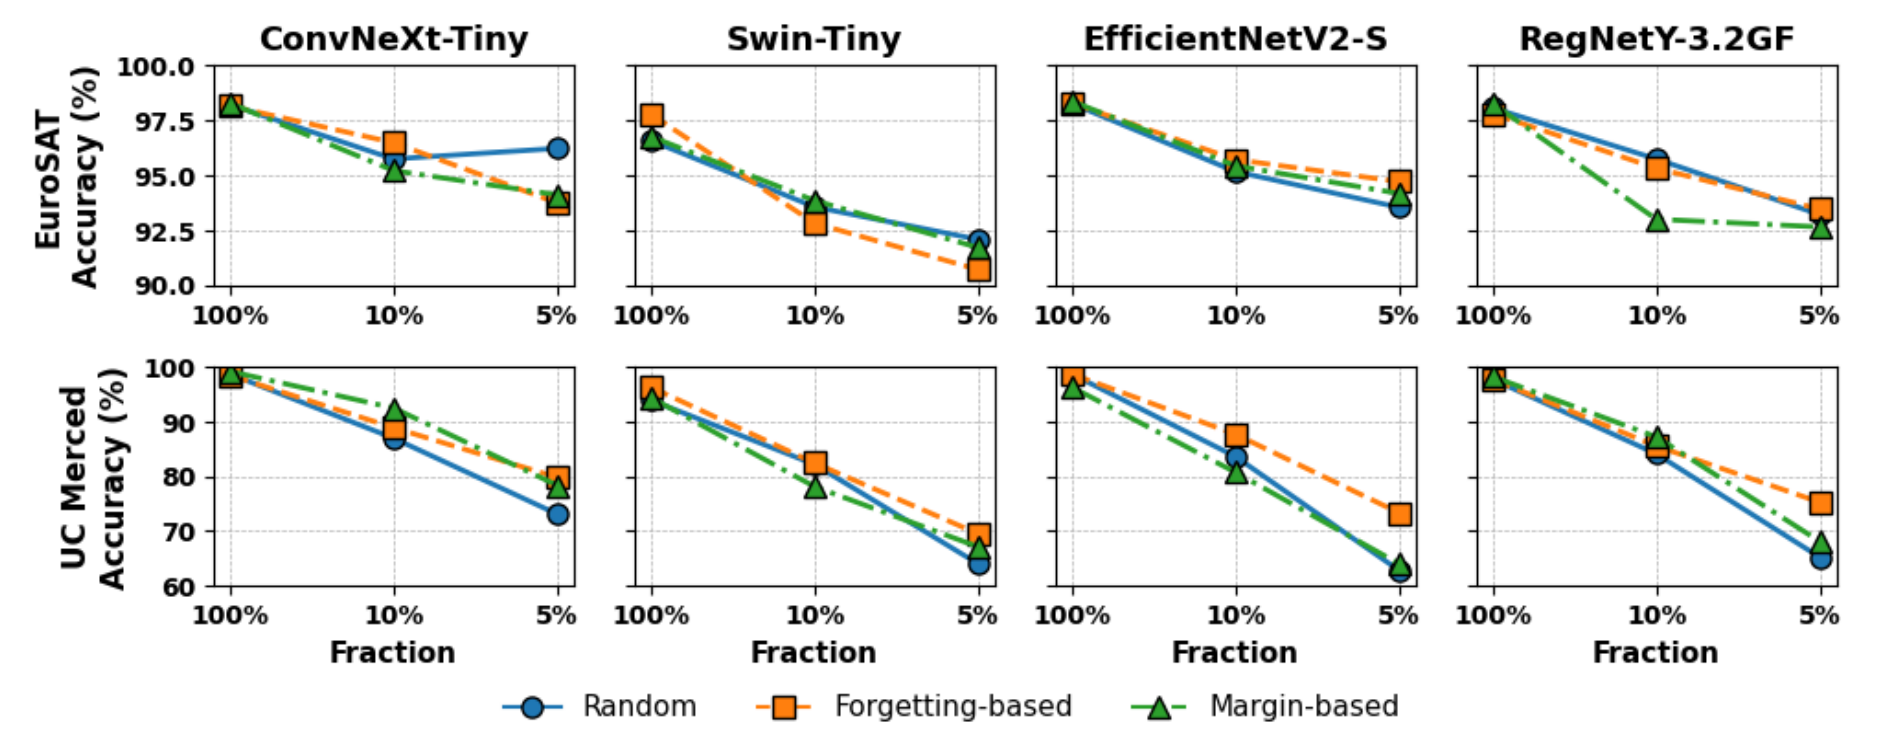 ConvNeXt-Tiny Swin-Tiny EfficientNetV2-S RegNetY-3.2GF
EuroSAT
Accuracy (%)
100.0
97.5
95.0
92.5
90.0
100% 10% 5% 100% 10% 5% 100% 10% 5% 100% 10% 5%
UC Merced
Accuracy (%)
100
90
80
70
60
100% 10% 5% 100% 10% 5% 100% 10% 5% 100% 10% 5%
Fraction Fraction Fraction Fraction
Random Forgetting-based Margin-based